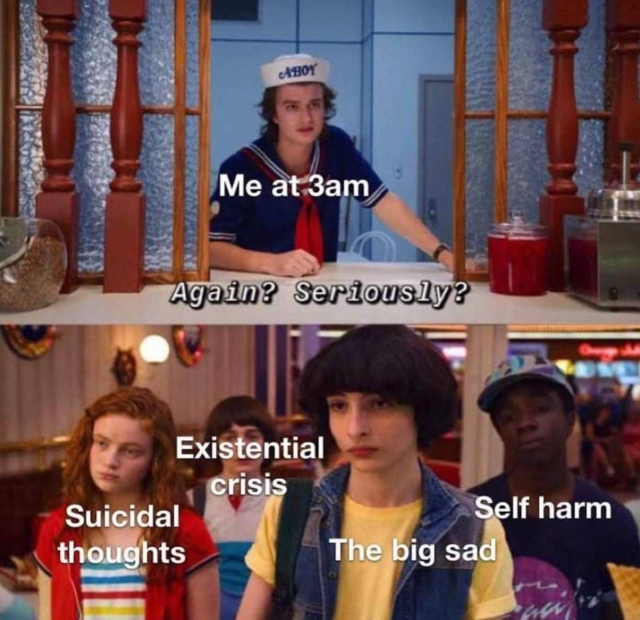 AHOY
Me at 3am
Again? Seriously?
Existential
crisis
Suicidal
thoughts
Self harm
The big sad